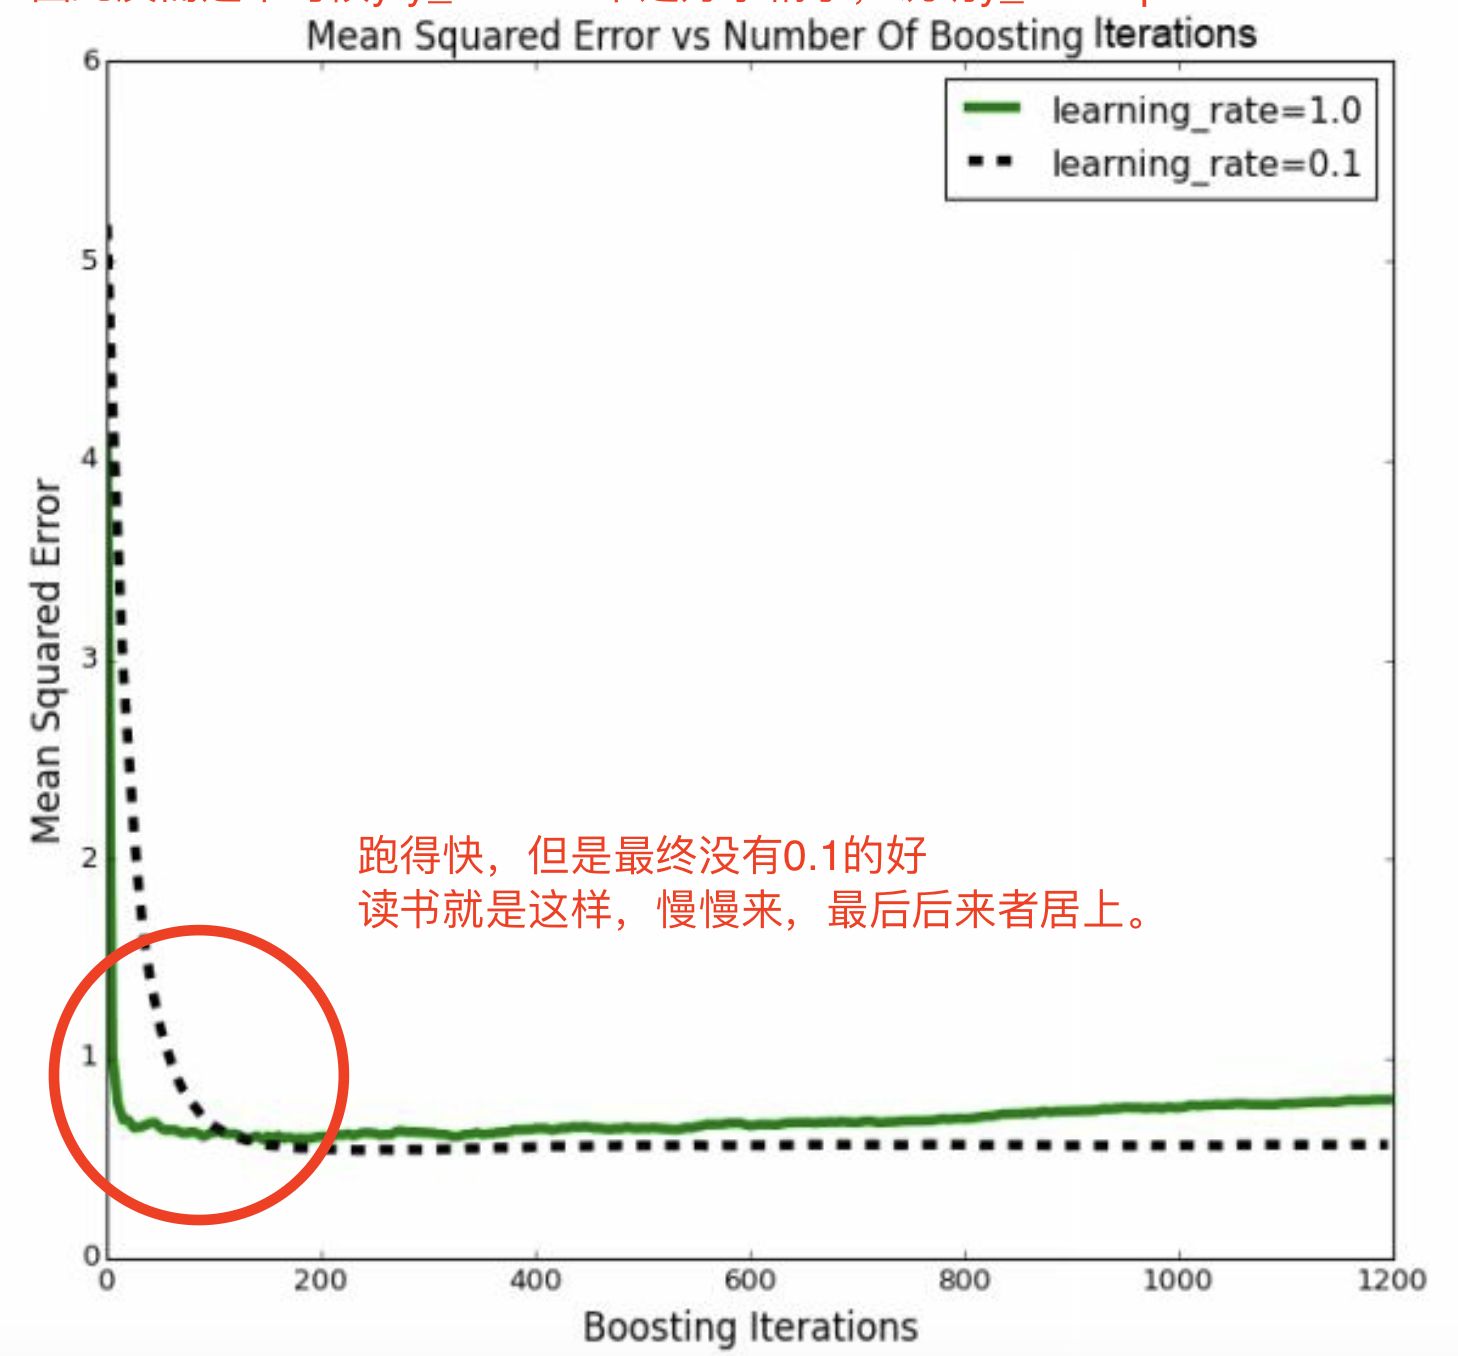 Mean Squared Error vs Number Of Boosting Iterations
6
learning_rate=1.0
learning_rate=0.1
5
4
3
2
1
0
Mean Squared Error
跑得快，但是最终没有0.1的好
读书就是这样，慢慢来，最后后来者居上。
0 200 400 600 800 1000 1200
Boosting Iterations